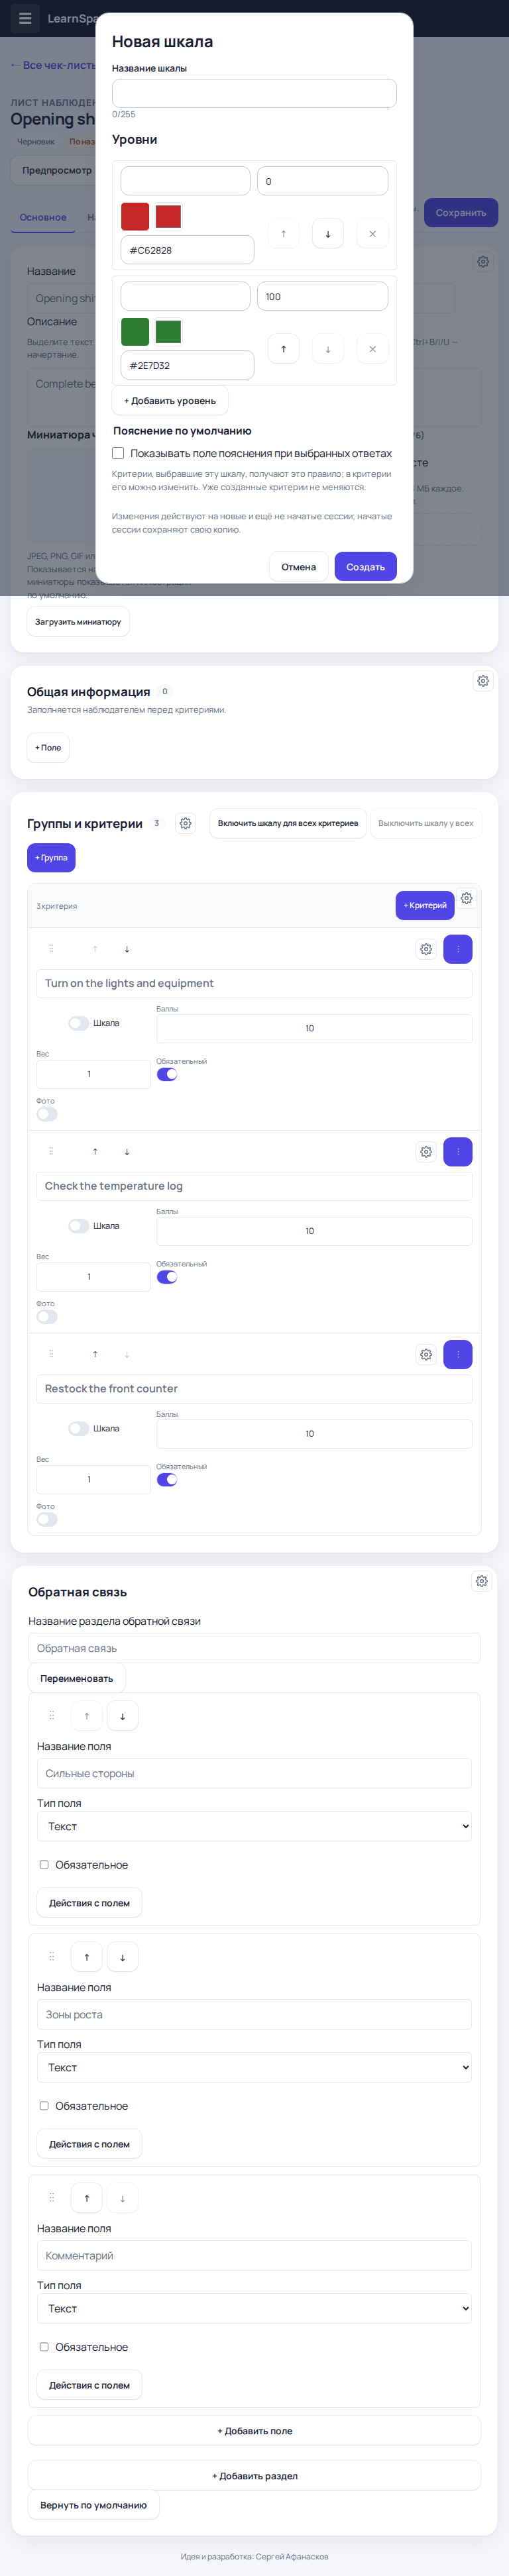 LearnSpa
← Все чек-листы
ЛИСТ НАБЛЮДЕН
Opening shi
Черновик
По наз
Предпросмотр
Сохранить
Основное
Новая шкала
Название шкалы
0/255
Уровни
0
#C62828
↑ ↓ ×
100
#2E7D32
↑ ↓ ×
+ Добавить уровень
Пояснение по умолчанию
Показывать поле пояснения при выбранных ответах
Критерии, выбравшие эту шкалу, получают это правило; в критерии
его можно изменить. Уже созданные критерии не меняются.
Изменения действуют на новые и ещё не начатые сессии; начатые
сессии сохраняют свою копию.
Отмена
Создать
Название
Opening shi
Описание
Выделите текст
Ctrl+B/I/U —
начертание.
Complete be
Миниатюра ч
МБ каждое.
JPEG, PNG, GIF ил
Показывается н
по умолчанию.
Загрузить миниатюру
Общая информация 0
Заполняется наблюдателем перед критериями.
+ Поле
Группы и критерии 3
Включить шкалу для всех критериев
Выключить шкалу у всех
+ Группа
3 критерия
+ Критерий
↑ ↓
Turn on the lights and equipment
Шкала
Баллы
10
Вес
1
Обязательный
Фото
↑ ↓
Check the temperature log
Шкала
Баллы
10
Вес
1
Обязательный
Фото
↑ ↓
Restock the front counter
Шкала
Баллы
10
Вес
1
Обязательный
Фото
Обратная связь
Название раздела обратной связи
Обратная связь
Переименовать
↑ ↓
Название поля
Сильные стороны
Тип поля
Текст
Обязательное
Действия с полем
↑ ↓
Название поля
Зоны роста
Тип поля
Текст
Обязательное
Действия с полем
↑ ↓
Название поля
Комментарий
Тип поля
Текст
Обязательное
Действия с полем
+ Добавить поле
+ Добавить раздел
Вернуть по умолчанию
Идея и разработка: Сергей Афанасков